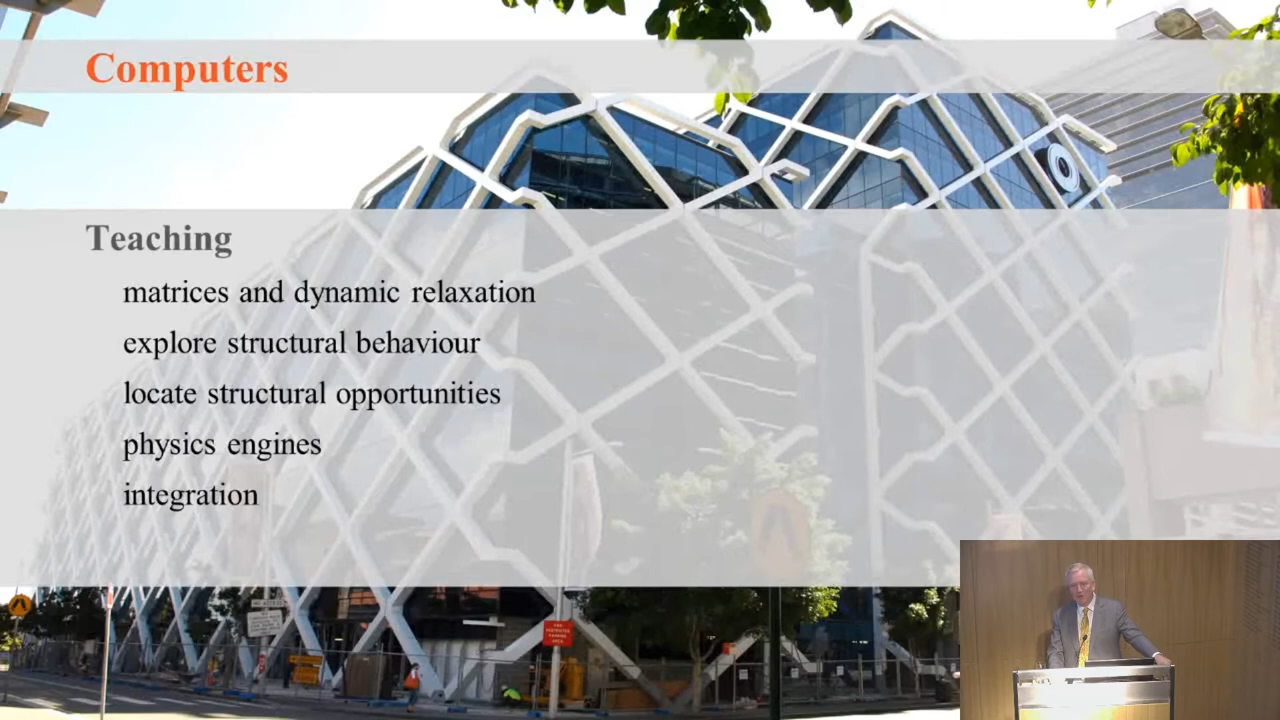 Computers
Teaching
matrices and dynamic relaxation
explore structural behaviour
locate structural opportunities
physics engines
integration